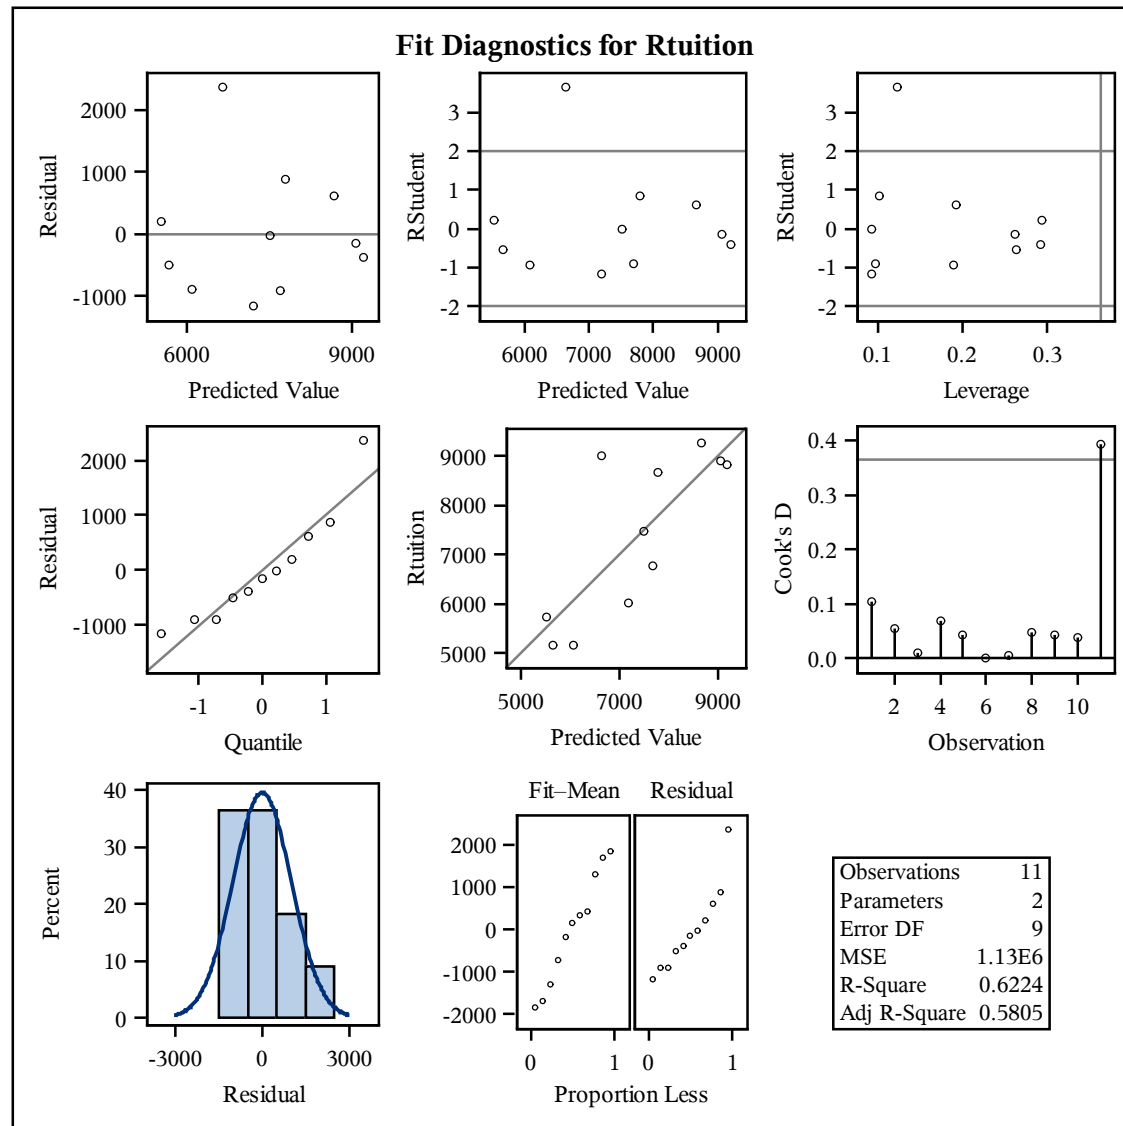 Fit Diagnostics for Rtuition
2000
1000
0
-1000
Residual
6000 9000
Predicted Value
3
2
1
0
-1
-2
RStudent
6000 7000 8000 9000
Predicted Value
3
2
1
0
-1
-2
RStudent
0.1 0.2 0.3
Leverage
2000
1000
0
-1000
Residual
-1 0 1
Quantile
9000
8000
7000
6000
5000
Rtuition
5000 7000 9000
Predicted Value
0.4
0.3
0.2
0.1
0.0
Cook's D
2 4 6 8 10
Observation
40
30
20
10
0
Percent
-3000 0 3000
Residual
Fit–Mean Residual
2000
1000
0
-1000
-2000
0 1 0 1
Proportion Less
Observations 11
Parameters 2
Error DF 9
MSE 1.13E6
R-Square 0.6224
Adj R-Square 0.5805